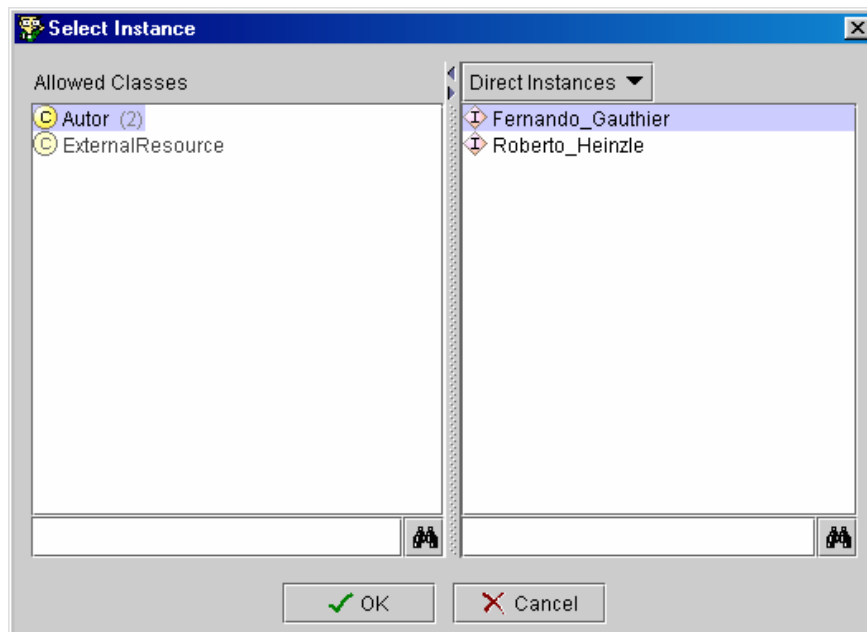 Select Instance
Allowed Classes
Autor (2)
ExternalResource
Direct Instances
Fernando_Gauthier
Roberto_Heinzle
OK
Cancel